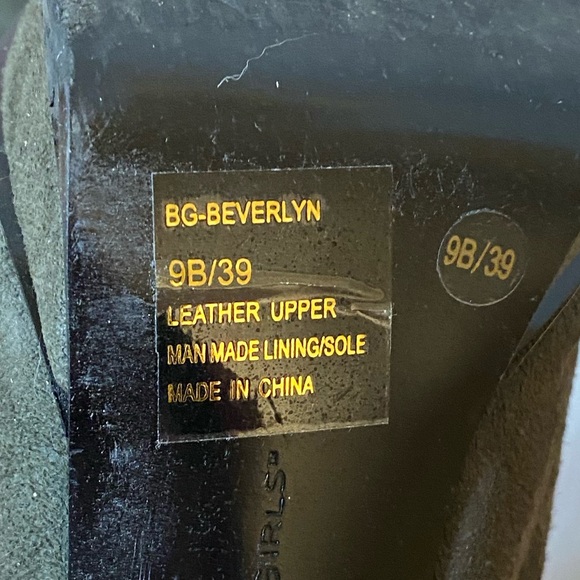 BG-BEVERLYN
9B/39
LEATHER UPPER
MAN MADE LINING/SOLE
MADE IN CHINA
9B/39